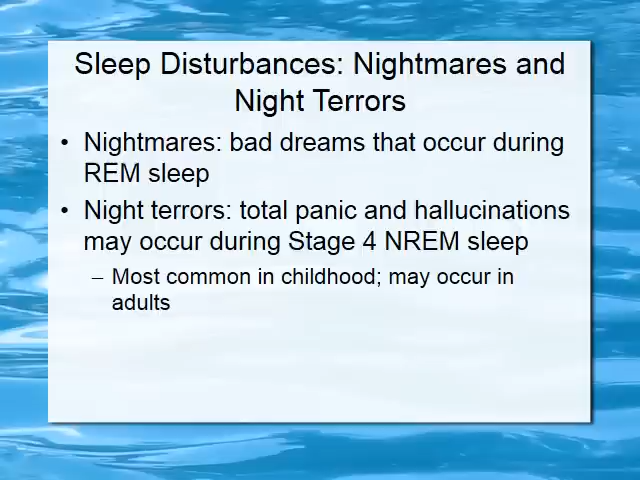 Sleep Disturbances: Nightmares and
Night Terrors
• Nightmares: bad dreams that occur during
REM sleep
• Night terrors: total panic and hallucinations
may occur during Stage 4 NREM sleep
– Most common in childhood; may occur in
adults